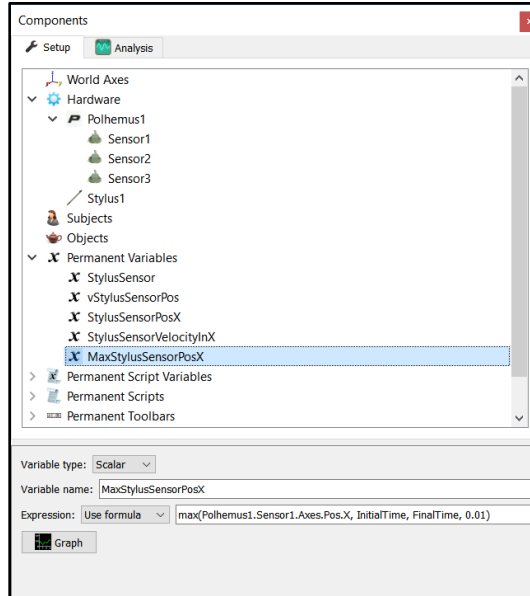 Components
Setup Analysis
World Axes
Hardware
Polhemus1
Sensor1
Sensor2
Sensor3
Stylus1
Subjects
Objects
Permanent Variables
StylusSensor
vStylusSensorPos
StylusSensorPosX
StylusSensorVelocityInX
MaxStylusSensorPosX
Permanent Script Variables
Permanent Scripts
Permanent Toolbars
Variable type: Scalar
Variable name: MaxStylusSensorPosX
Expression: Use formula max(Polhemus1.Sensor1.Axes.Pos.X, InitialTime, FinalTime, 0.01)
Graph